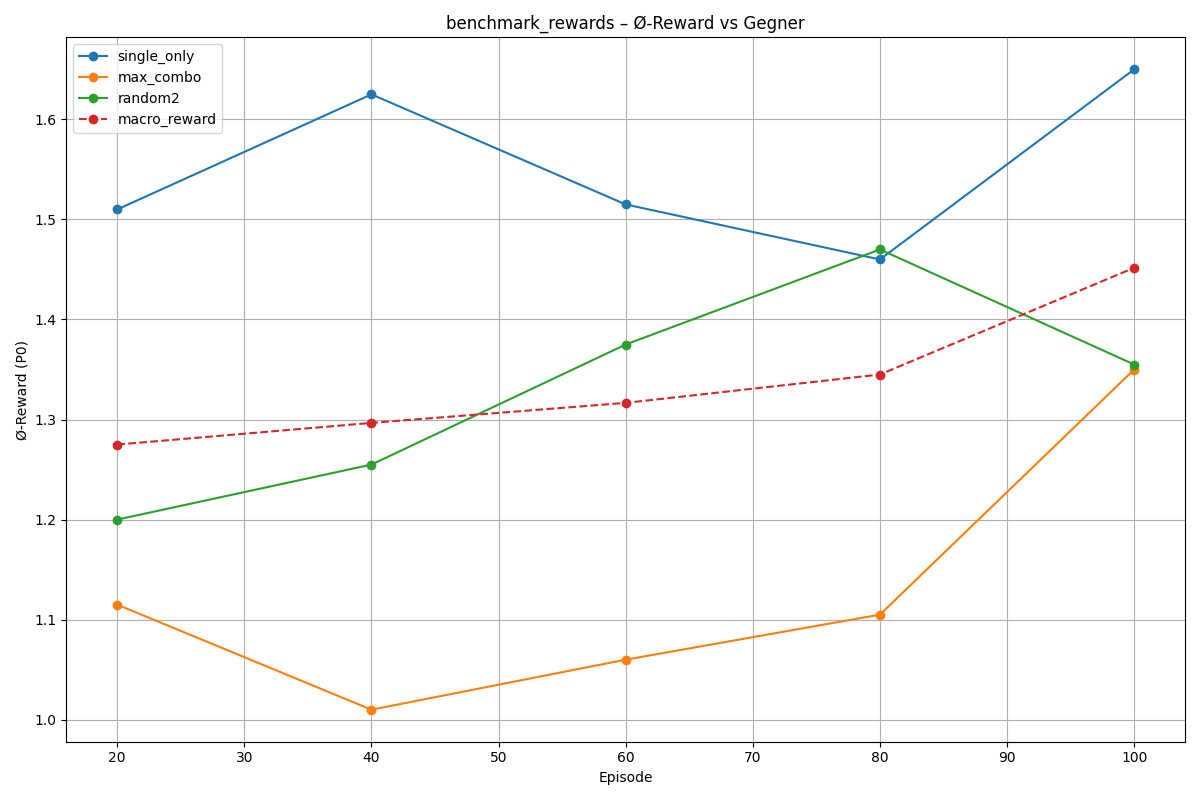 benchmark_rewards – Ø-Reward vs Gegner
single_only
max_combo
random2
macro_reward
Ø-Reward (P0)
1.6
1.5
1.4
1.3
1.2
1.1
1.0
20 30 40 50 60 70 80 90 100
Episode